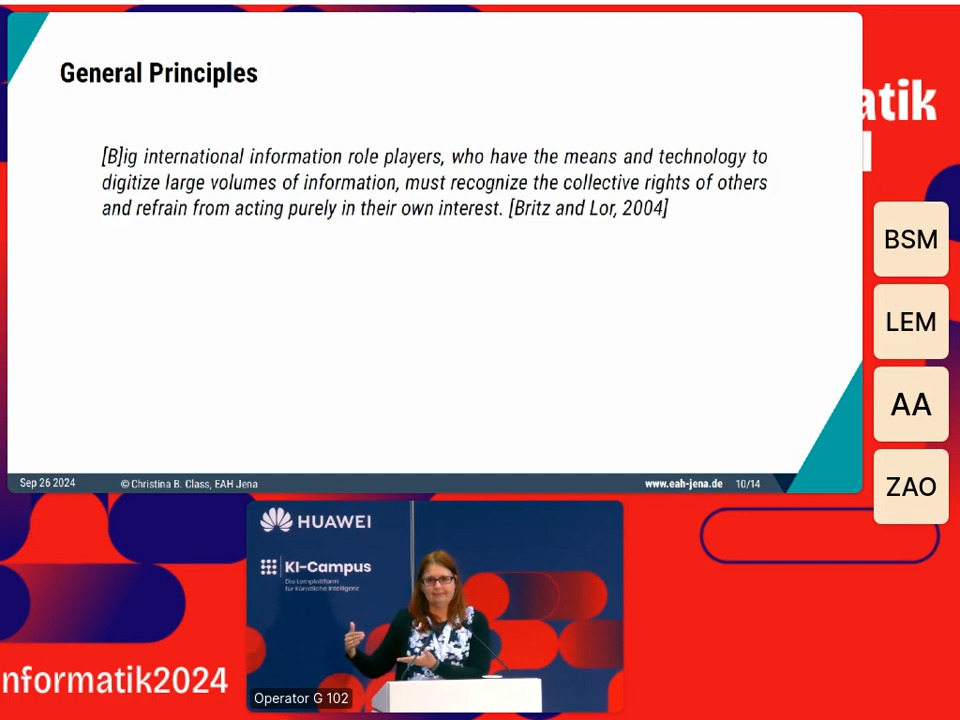 General Principles
[B]ig international information role players, who have the means and technology to
digitize large volumes of information, must recognize the collective rights of others
and refrain from acting purely in their own interest. [Britz and Lor, 2004]
Sep 26 2024
© Christina B. Class, EAH Jena
www.eah-jena.de
10/14
atik
BSM
LEM
AA
ZAO
HUAWEI
KI-Campus
Die Lernplattform
für Künstliche Intelligenz
Operator G 102
nformatik2024